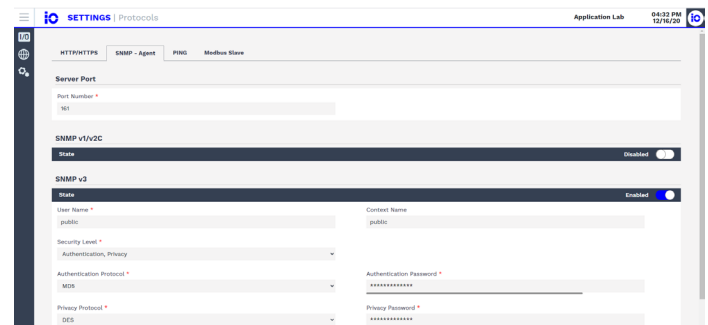 io SETTINGS | Protocols Application Lab 04:32 PM io
12/16/20
I/O
HTTP/HTTPS SNMP - Agent PING Modbus Slave
Server Port
Port Number *
161
SNMP v1/v2C
State Disabled
SNMP v3
State Enabled
User Name * Context Name
public public
Security Level *
Authentication, Privacy
Authentication Protocol * Authentication Password *
MD5 *************
Privacy Protocol * Privacy Password *
DES *************